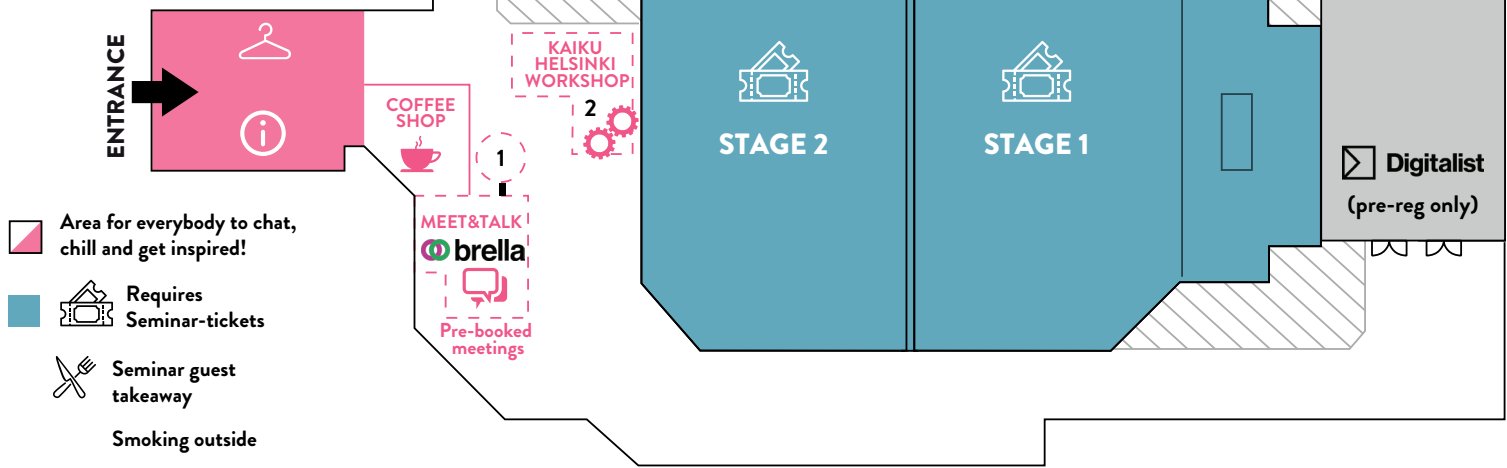 ENTRANCE
COFFEE
SHOP
KAIKU
HELSINKI
WORKSHOP
2
1
MEET&TALK
brella
Pre-booked
meetings
STAGE 2
STAGE 1
Digitalist
(pre-reg only)
Area for everybody to chat,
chill and get inspired!
Requires
Seminar-tickets
Seminar guest
takeaway
Smoking outside